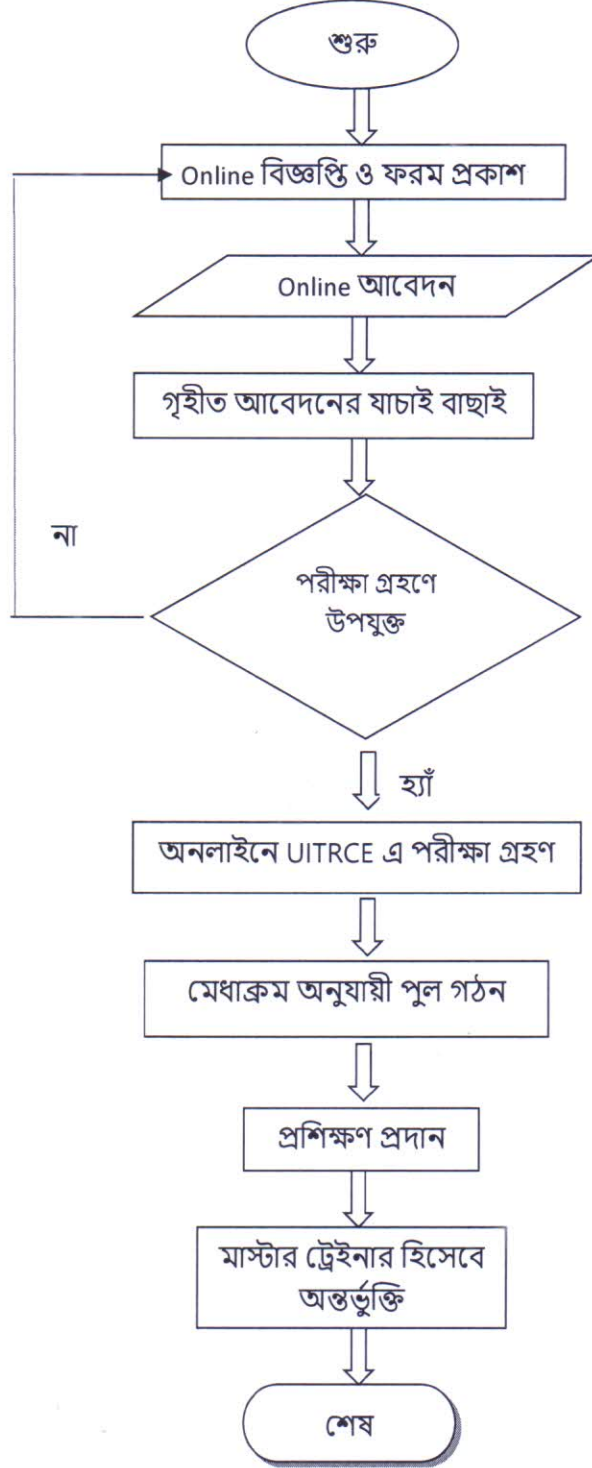 শুরু
Online বিজ্ঞপ্তি ও ফরম প্রকাশ
Online আবেদন
গৃহীত আবেদনের যাচাই বাছাই
না
পরীক্ষা গ্রহণে
উপযুক্ত
হ্যাঁ
অনলাইনে UITRCE এ পরীক্ষা গ্রহণ
মেধাক্রম অনুযায়ী পুল গঠন
প্রশিক্ষণ প্রদান
মাস্টার ট্রেইনার হিসেবে
অন্তর্ভুক্তি
শেষ